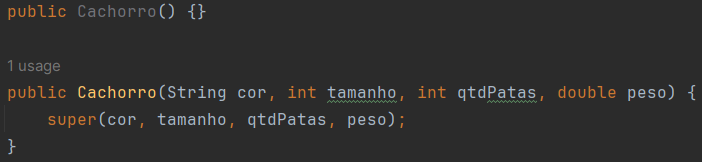 public Cachorro() {}
1 usage
public Cachorro(String cor, int tamanho, int qtdPatas, double peso) {
super(cor, tamanho, qtdPatas, peso);
}